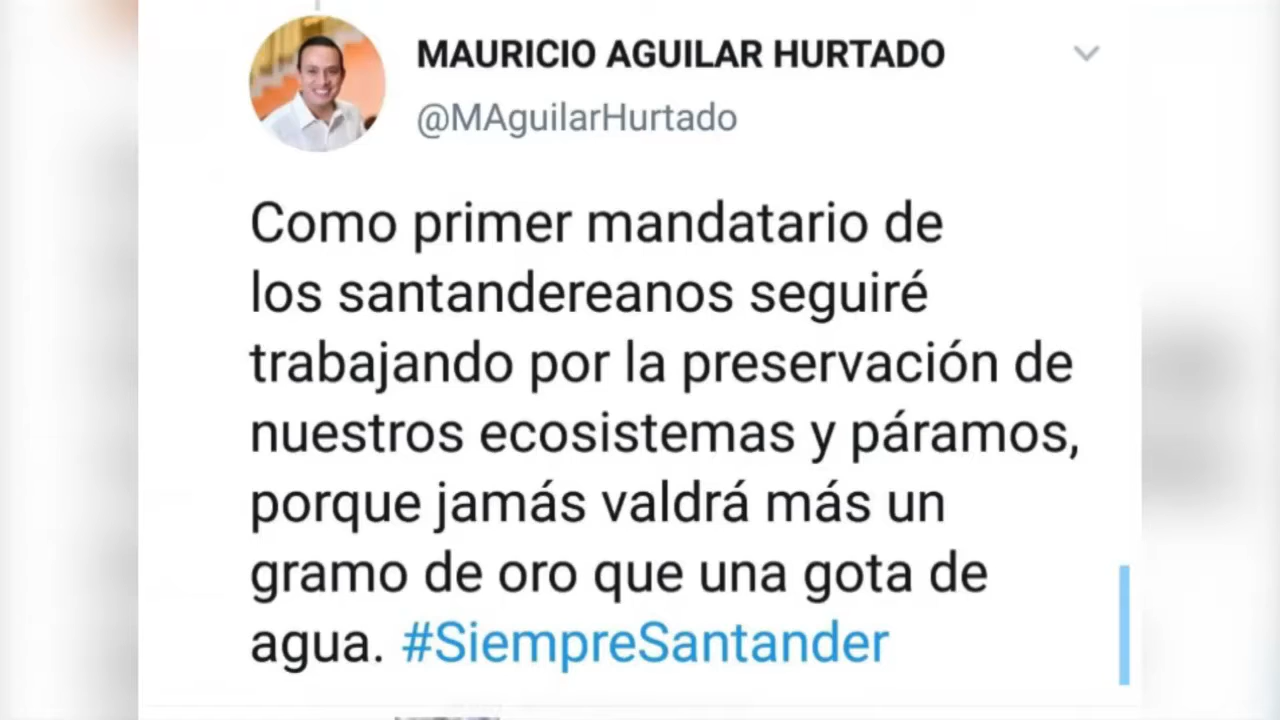 MAURICIO AGUILAR HURTADO
@MAguilarHurtado
Como primer mandatario de
los santandereanos seguiré
trabajando por la preservación de
nuestros ecosistemas y páramos,
porque jamás valdrá más un
gramo de oro que una gota de
agua. #SiempreSantander